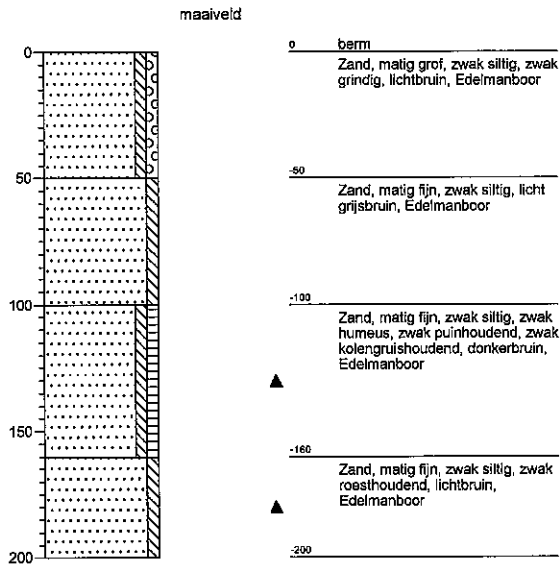 maaiveld
0
0 berm
Zand, matig grof, zwak siltig, zwak
grindig, lichtbruin, Edelmanboor
50
-50
Zand, matig fijn, zwak siltig, licht
grijsbruin, Edelmanboor
100
-100
Zand, matig fijn, zwak siltig, zwak
humeus, zwak puinhoudend, zwak
kolengruishoudend, donkerbruin,
Edelmanboor
150
-160
Zand, matig fijn, zwak siltig, zwak
roesthoudend, lichtbruin,
Edelmanboor
200
-200